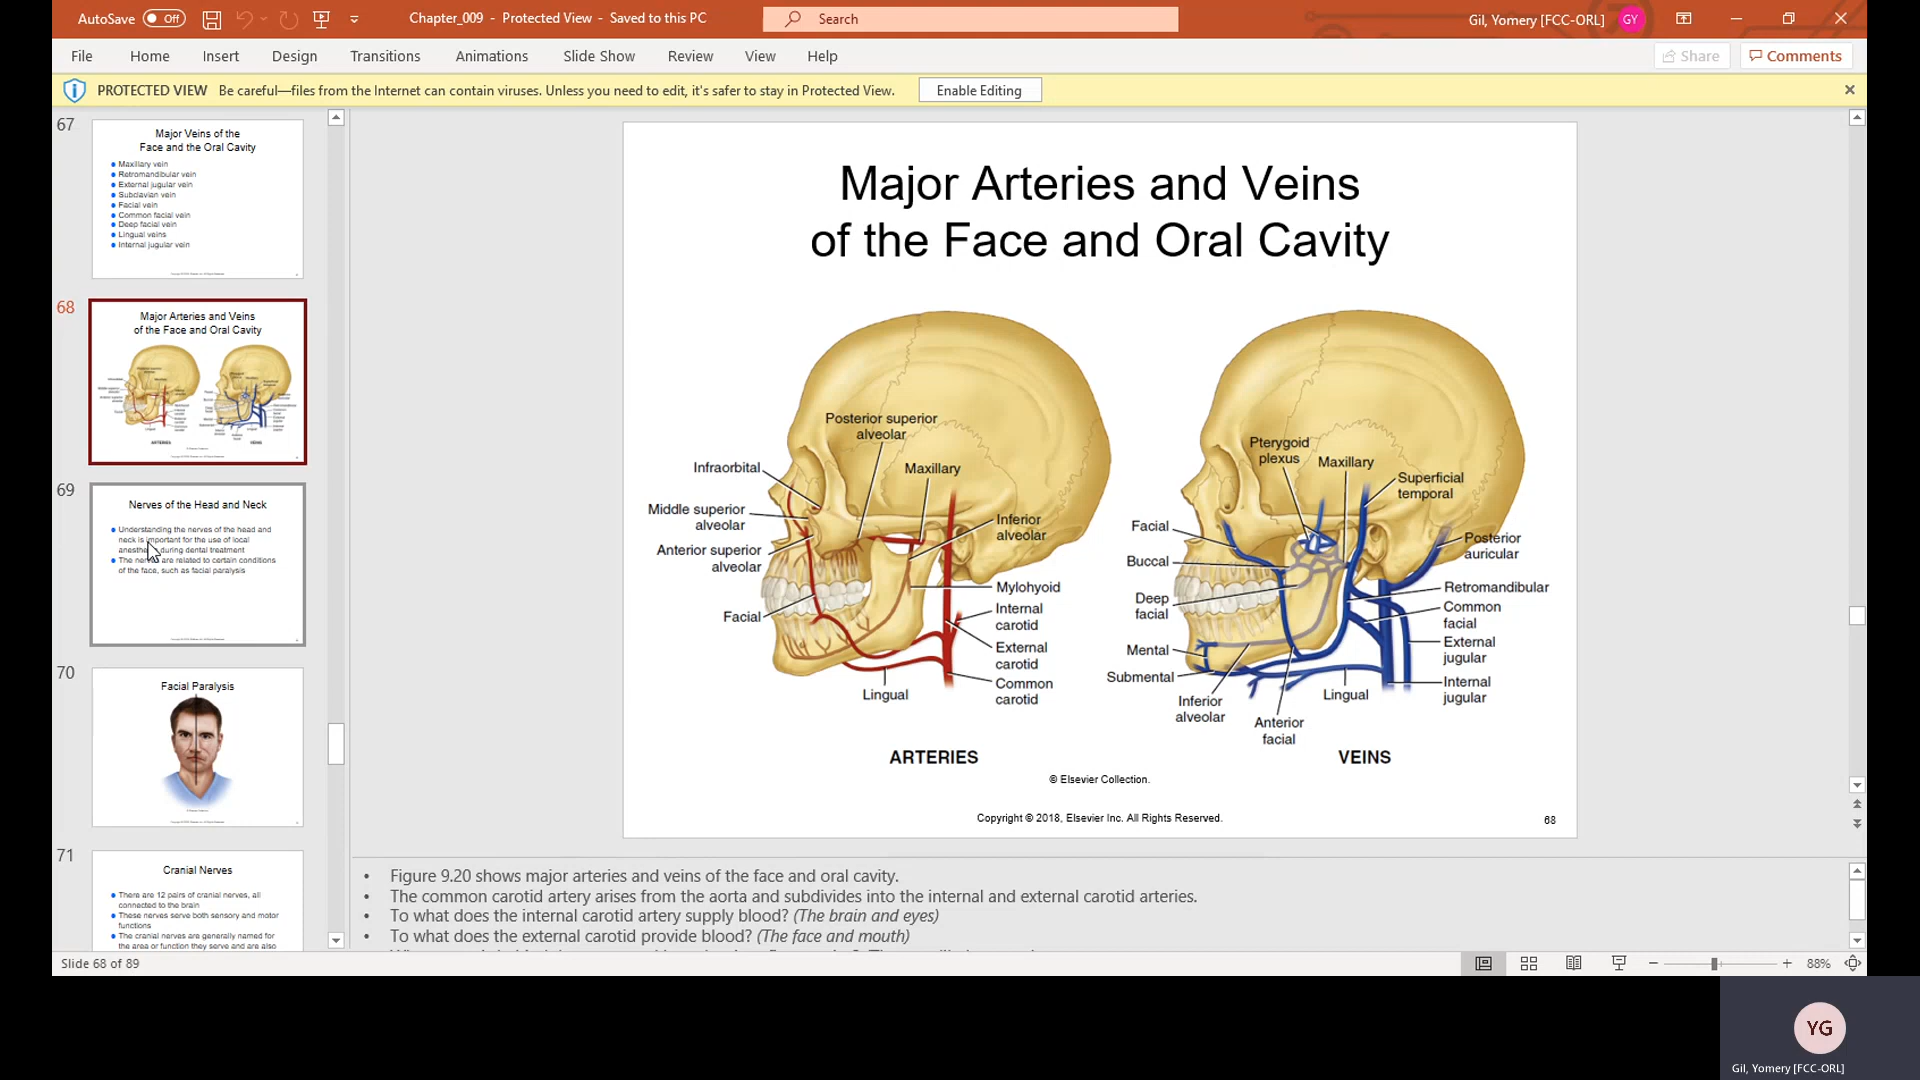 AutoSave Off
Chapter_009 - Protected View - Saved to this PC
Search
Gil, Yomery [FCC-ORL] GY
File Home Insert Design Transitions Animations Slide Show Review View Help
Share Comments
PROTECTED VIEW Be careful—files from the Internet can contain viruses. Unless you need to edit, it's safer to stay in Protected View. Enable Editing
67
Major Veins of the
Face and the Oral Cavity
Maxillary vein
Retromandibular vein
External jugular vein
Subclavian vein
Facial vein
Common facial vein
Deep facial vein
Lingual veins
Internal jugular vein
68
Major Arteries and Veins
of the Face and Oral Cavity
ARTERIES VEINS
69
Nerves of the Head and Neck
Understanding the nerves of the head and
neck is important for the use of local
during dental treatment
The are related to certain conditions
of the face, such as facial paralysis
70
Facial Paralysis
71
Cranial Nerves
There are 12 pairs of cranial nerves, all
connected to the brain
These nerves serve both sensory and motor
functions
The cranial nerves are generally named for
the area or function they serve and are also
Major Arteries and Veins
of the Face and Oral Cavity
Posterior superior
alveolar
Infraorbital
Maxillary
Middle superior
alveolar
Inferior
alveolar
Anterior superior
alveolar
Mylohyoid
Internal
carotid
Facial
External
carotid
Common
carotid
Lingual
ARTERIES
Pterygoid
plexus
Maxillary
Superficial
temporal
Facial
Posterior
auricular
Buccal
Retromandibular
Deep
facial
Common
facial
External
jugular
Mental
Submental
Internal
jugular
Inferior
alveolar
Lingual
Anterior
facial
VEINS
© Elsevier Collection.
Copyright © 2018, Elsevier Inc. All Rights Reserved.
68
• Figure 9.20 shows major arteries and veins of the face and oral cavity.
• The common carotid artery arises from the aorta and subdivides into the internal and external carotid arteries.
• To what does the internal carotid artery supply blood? (The brain and eyes)
• To what does the external carotid provide blood? (The face and mouth)
Slide 68 of 89
88%
YG
Gil, Yomery [FCC-ORL]